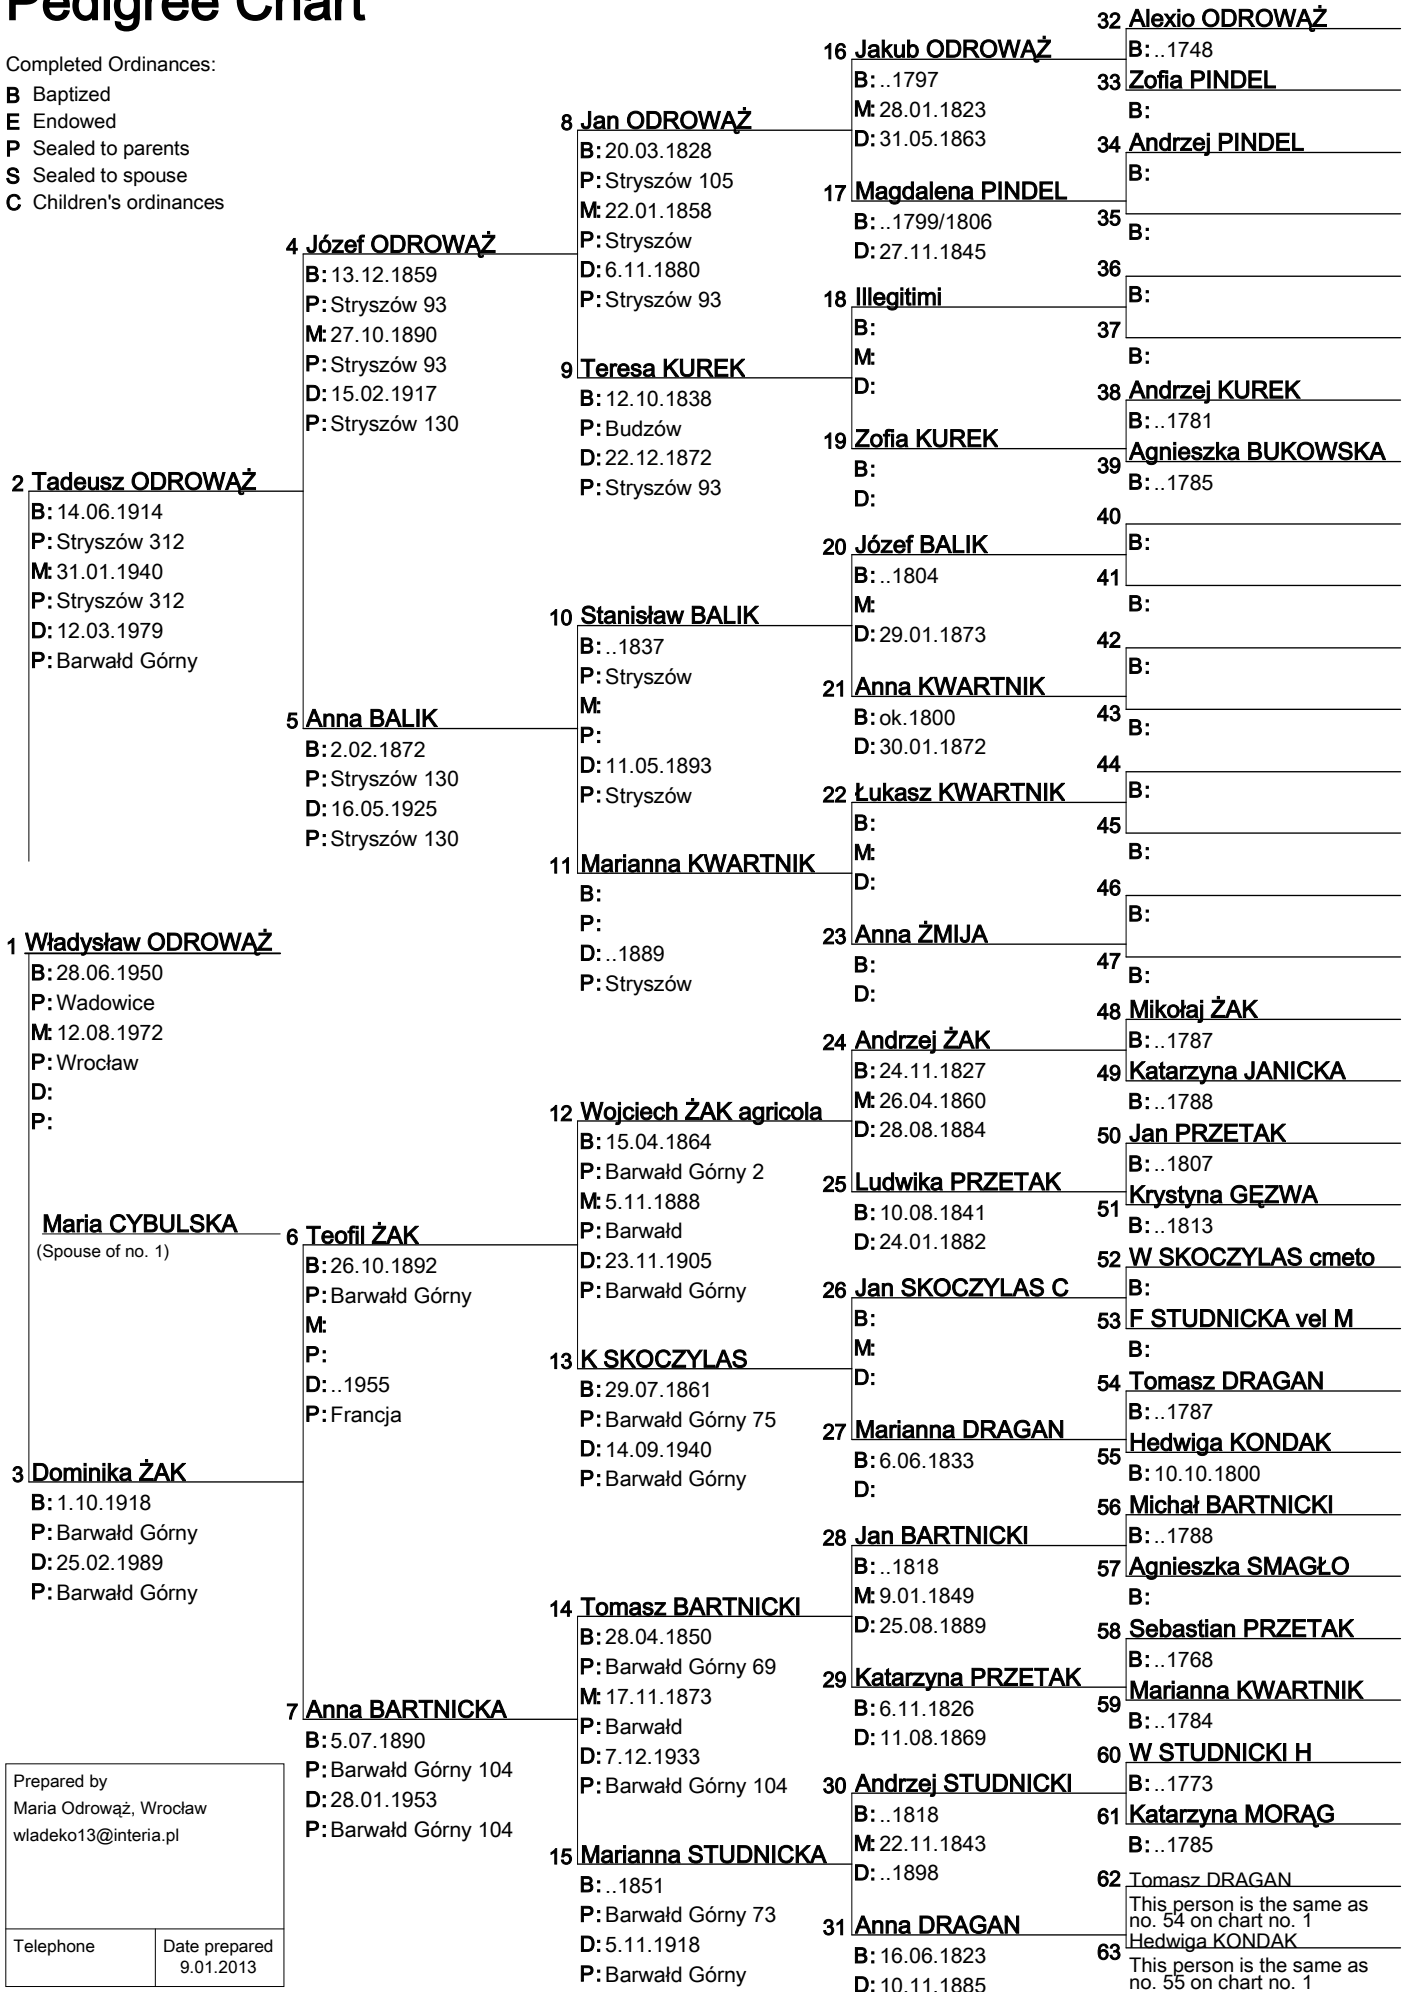 Pedigree Chart
Completed Ordinances:
B Baptized
E Endowed
P Sealed to parents
S Sealed to spouse
C Children's ordinances
1 Władysław ODROWĄŻ
B: 28.06.1950
P: Wadowice
M: 12.08.1972
P: Wrocław
D:
P:
Maria CYBULSKA
(Spouse of no. 1)
2 Tadeusz ODROWĄŻ
B: 14.06.1914
P: Stryszów 312
M: 31.01.1940
P: Stryszów 312
D: 12.03.1979
P: Barwałd Górny
3 Dominika ŻAK
B: 1.10.1918
P: Barwałd Górny
D: 25.02.1989
P: Barwałd Górny
4 Józef ODROWĄŻ
B: 13.12.1859
P: Stryszów 93
M: 27.10.1890
P: Stryszów 93
D: 15.02.1917
P: Stryszów 130
5 Anna BALIK
B: 2.02.1872
P: Stryszów 130
D: 16.05.1925
P: Stryszów 130
6 Teofil ŻAK
B: 26.10.1892
P: Barwałd Górny
M:
P:
D: ..1955
P: Francja
7 Anna BARTNICKA
B: 5.07.1890
P: Barwałd Górny 104
D: 28.01.1953
P: Barwałd Górny 104
8 Jan ODROWĄŻ
B: 20.03.1828
P: Stryszów 105
M: 22.01.1858
P: Stryszów
D: 6.11.1880
P: Stryszów 93
9 Teresa KUREK
B: 12.10.1838
P: Budzów
D: 22.12.1872
P: Stryszów 93
10 Stanisław BALIK
B: ..1837
P: Stryszów
M:
P:
D: 11.05.1893
P: Stryszów
11 Marianna KWARTNIK
B:
P:
D: ..1889
P: Stryszów
12 Wojciech ŻAK agricola
B: 15.04.1864
P: Barwałd Górny 2
M: 5.11.1888
P: Barwałd
D: 23.11.1905
P: Barwałd Górny
13 K SKOCZYLAS
B: 29.07.1861
P: Barwałd Górny 75
D: 14.09.1940
P: Barwałd Górny
14 Tomasz BARTNICKI
B: 28.04.1850
P: Barwałd Górny 69
M: 17.11.1873
P: Barwałd
D: 7.12.1933
P: Barwałd Górny 104
15 Marianna STUDNICKA
B: ..1851
P: Barwałd Górny 73
D: 5.11.1918
P: Barwałd Górny
16 Jakub ODROWĄŻ
B: ..1797
M: 28.01.1823
D: 31.05.1863
17 Magdalena PINDEL
B: ..1799/1806
D: 27.11.1845
18 Illegitimi
B:
M:
D:
19 Zofia KUREK
B:
D:
20 Józef BALIK
B: ..1804
M:
D: 29.01.1873
21 Anna KWARTNIK
B: ok.1800
D: 30.01.1872
22 Łukasz KWARTNIK
B:
M:
D:
23 Anna ŻMIJA
B:
D:
24 Andrzej ŻAK
B: 24.11.1827
M: 26.04.1860
D: 28.08.1884
25 Ludwika PRZETAK
B: 10.08.1841
D: 24.01.1882
26 Jan SKOCZYLAS C
B:
M:
D:
27 Marianna DRAGAN
B: 6.06.1833
D:
28 Jan BARTNICKI
B: ..1818
M: 9.01.1849
D: 25.08.1889
29 Katarzyna PRZETAK
B: 6.11.1826
D: 11.08.1869
30 Andrzej STUDNICKI
B: ..1818
M: 22.11.1843
D: ..1898
31 Anna DRAGAN
B: 16.06.1823
D: 10.11.1885
32 Alexio ODROWĄŻ
B: ..1748
33 Zofia PINDEL
B:
34 Andrzej PINDEL
B:
35
B:
36
B:
37
B:
38 Andrzej KUREK
B: ..1781
39 Agnieszka BUKOWSKA
B: ..1785
40
B:
41
B:
42
B:
43
B:
44
B:
45
B:
46
B:
47
B:
48 Mikołaj ŻAK
B: ..1787
49 Katarzyna JANICKA
B: ..1788
50 Jan PRZETAK
B: ..1807
51 Krystyna GĘZWA
B: ..1813
52 W SKOCZYLAS cmeto
B:
53 F STUDNICKA vel M
B:
54 Tomasz DRAGAN
B: ..1787
55 Hedwiga KONDAK
B: 10.10.1800
56 Michał BARTNICKI
B: ..1788
57 Agnieszka SMAGŁO
B:
58 Sebastian PRZETAK
B: ..1768
59 Marianna KWARTNIK
B: ..1784
60 W STUDNICKI H
B: ..1773
61 Katarzyna MORĄG
B: ..1785
62 Tomasz DRAGAN
This person is the same as
no. 54 on chart no. 1
63 Hedwiga KONDAK
This person is the same as
no. 55 on chart no. 1
Prepared by
Maria Odrowąż, Wrocław
wladeko13@interia.pl
Telephone
Date prepared
9.01.2013